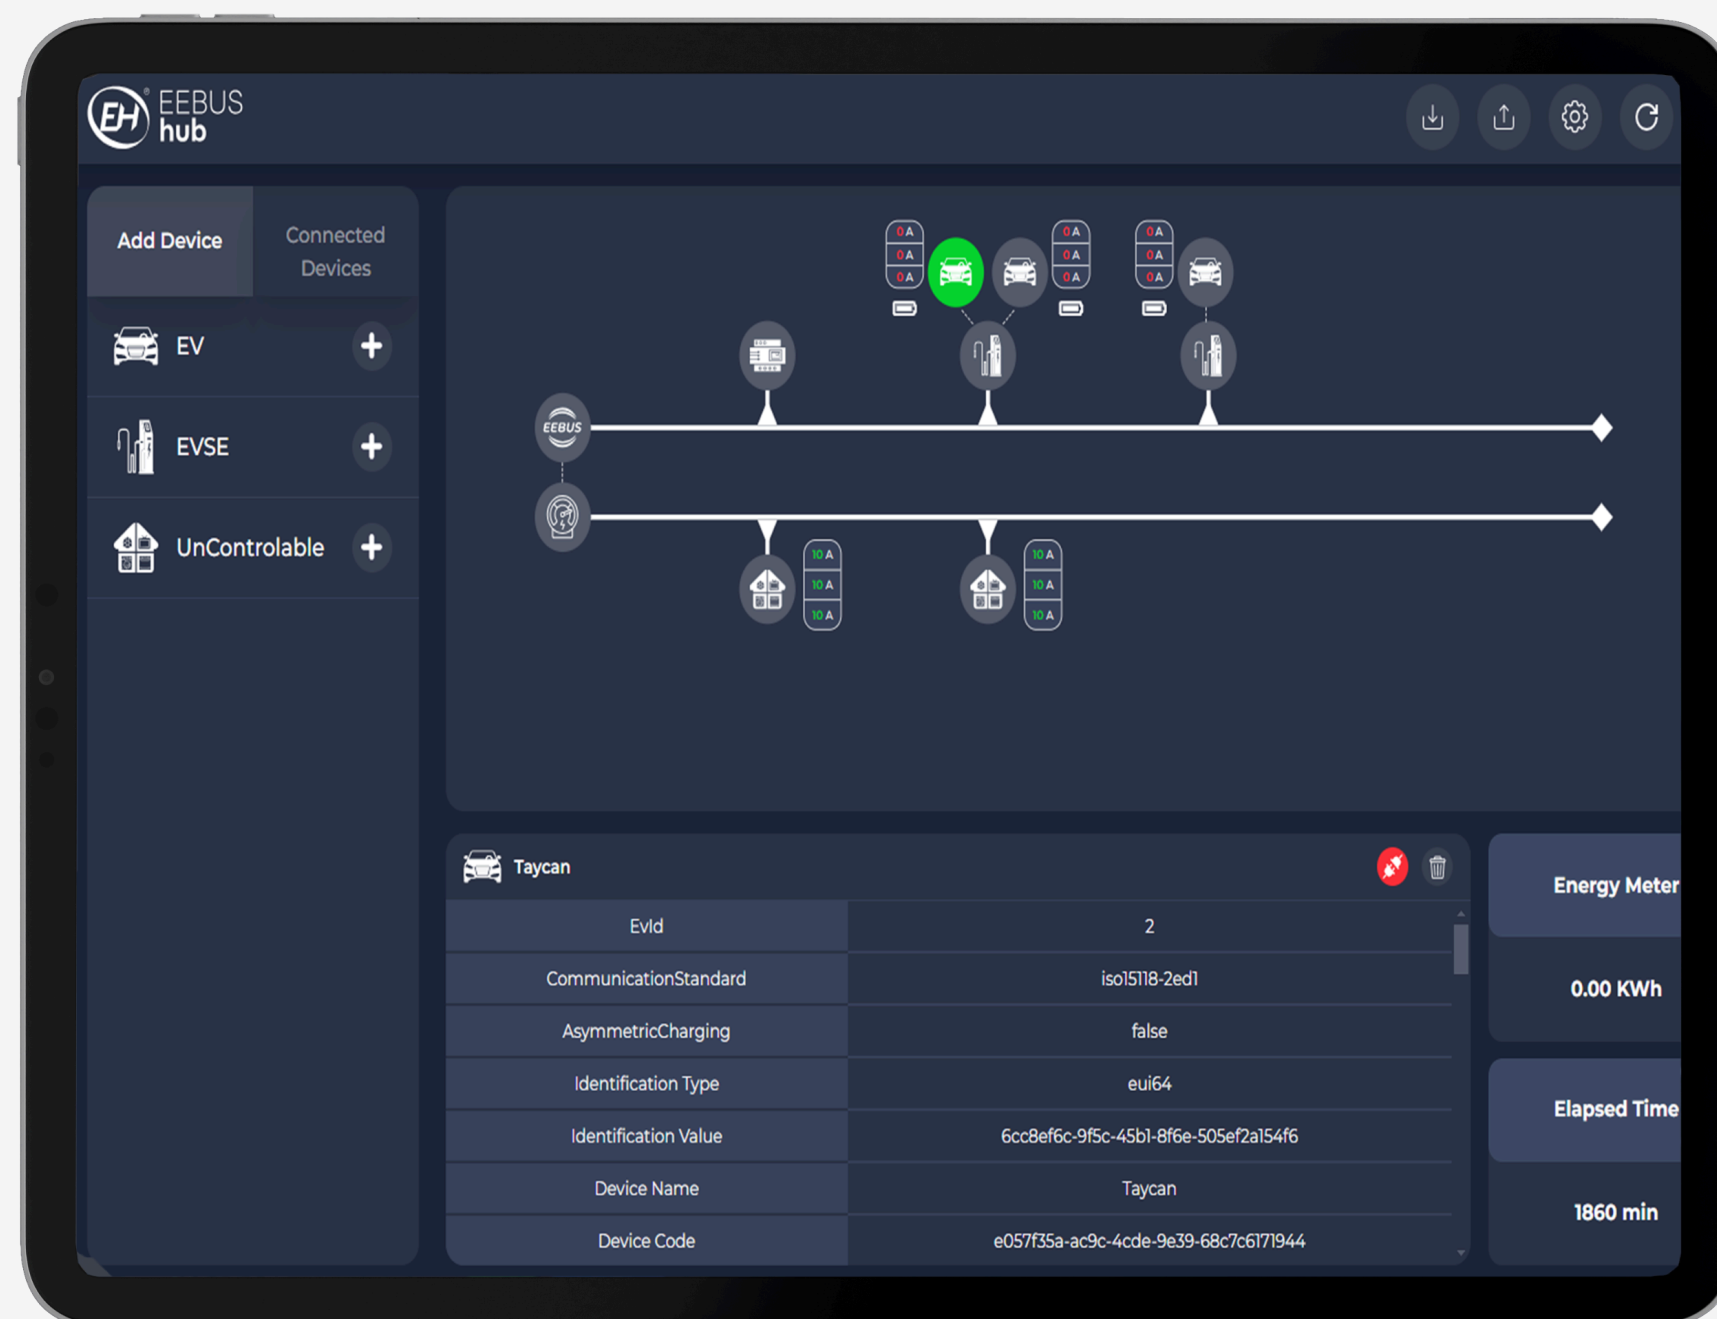 EH® EEBUS
hub
Add Device
Connected
Devices
EV
EVSE
UnControlable
0 A
0 A
0 A
0 A
0 A
0 A
0 A
0 A
0 A
EEBUS
10 A
10 A
10 A
10 A
10 A
10 A
Taycan
EvId 2
CommunicationStandard iso15118-2ed1
AsymmetricCharging false
Identification Type eui64
Identification Value 6cc8ef6c-9f5c-45b1-8f6e-505ef2a154f6
Device Name Taycan
Device Code e057f35a-ac9c-4cde-9e39-68c7c6171944
Energy Meter
0.00 KWh
Elapsed Time
1860 min